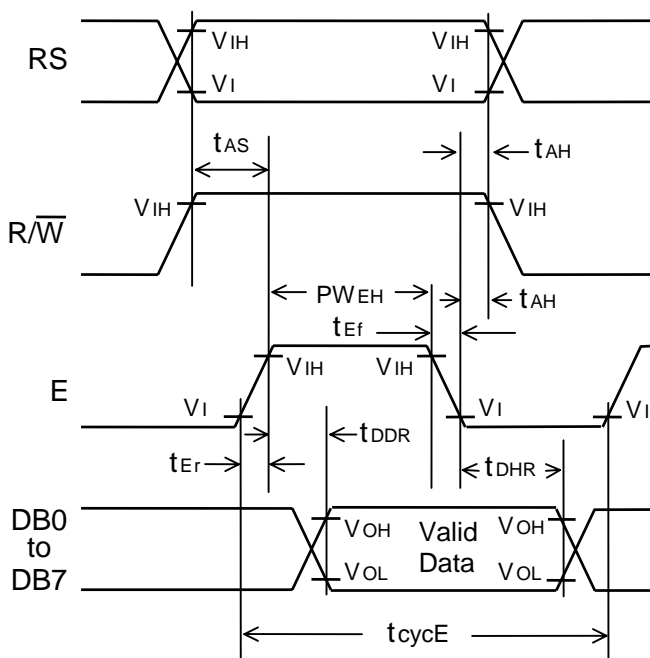 RS VIH VI VIH VI
tAS tAH
R/W VIH VIH
PWEH tAH
tEf
E VI VIH VIH VI VI
tDDR
tEr tDHR
DB0 to DB7 VOH VOL Valid Data VOH VOL
tcycE